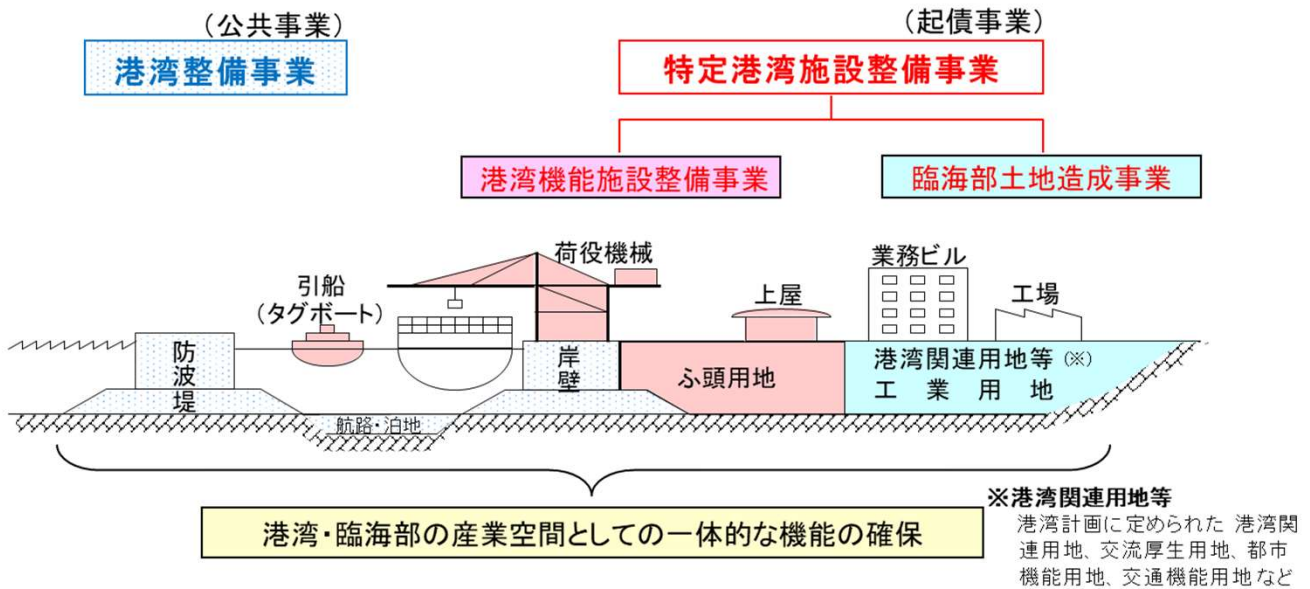 (公共事業)
港湾整備事業
(起債事業)
特定港湾施設整備事業
港湾機能施設整備事業
臨海部土地造成事業
荷役機械
業務ビル
引船
(タグボート)
上屋
工場
防波堤
岸壁
ふ頭用地
港湾関連用地等(※)
工業用地
航路・泊地
港湾・臨海部の産業空間としての一体的な機能の確保
※港湾関連用地等
港湾計画に定められた 港湾関
連用地、交流厚生用地、都市
機能用地、交通機能用地など